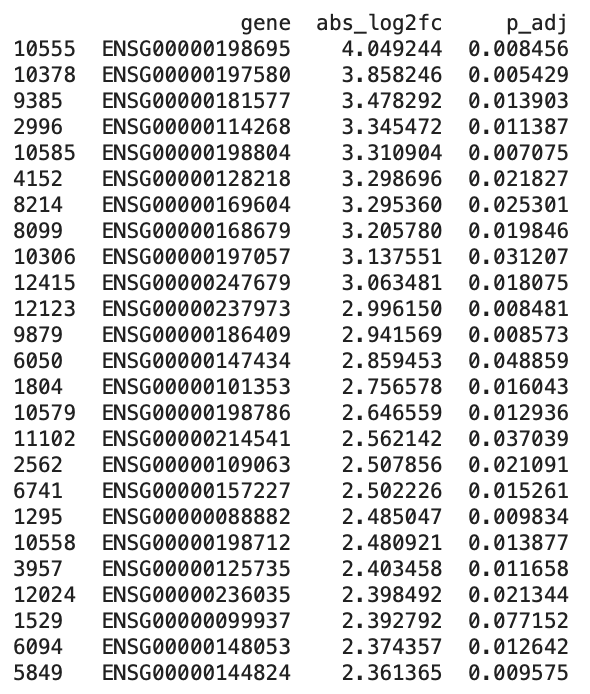 gene abs_log2fc p_adj
10555 ENSG00000198695 4.049244 0.008456
10378 ENSG00000197580 3.858246 0.005429
9385 ENSG00000181577 3.478292 0.013903
2996 ENSG00000114268 3.345472 0.011387
10585 ENSG00000198804 3.310904 0.007075
4152 ENSG00000128218 3.298696 0.021827
8214 ENSG00000169604 3.295360 0.025301
8099 ENSG00000168679 3.205780 0.019846
10306 ENSG00000197057 3.137551 0.031207
12415 ENSG00000247679 3.063481 0.018075
12123 ENSG00000237973 2.996150 0.008481
9879 ENSG00000186409 2.941569 0.008573
6050 ENSG00000147434 2.859453 0.048859
1804 ENSG00000101353 2.756578 0.016043
10579 ENSG00000198786 2.646559 0.012936
11102 ENSG00000214541 2.562142 0.037039
2562 ENSG00000109063 2.507856 0.021091
6741 ENSG00000157227 2.502226 0.015261
1295 ENSG00000088882 2.485047 0.009834
10558 ENSG00000198712 2.480921 0.013877
3957 ENSG00000125735 2.403458 0.011658
12024 ENSG00000236035 2.398492 0.021344
1529 ENSG00000099937 2.392792 0.077152
6094 ENSG00000148053 2.374357 0.012642
5849 ENSG00000144824 2.361365 0.009575